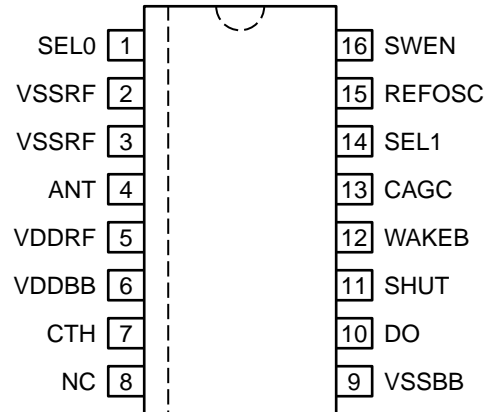 SEL0 1 16 SWEN
VSSRF 2 15 REFOSC
VSSRF 3 14 SEL1
ANT 4 13 CAGC
VDDRF 5 12 WAKEB
VDDBB 6 11 SHUT
CTH 7 10 DO
NC 8 9 VSSBB